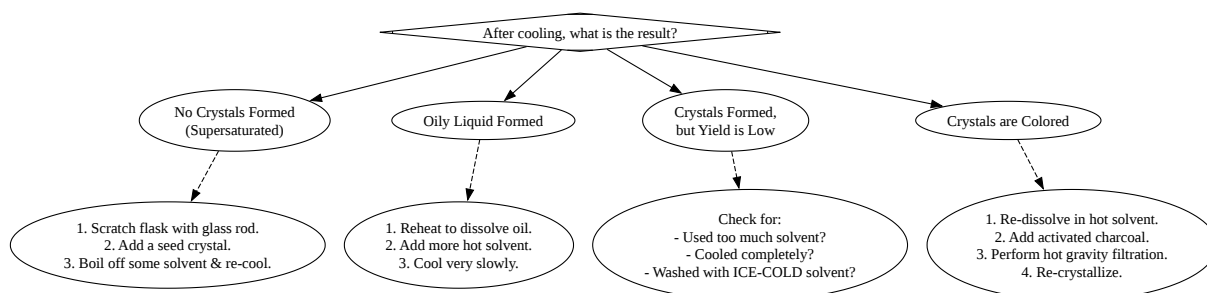 After cooling, what is the result?
No Crystals Formed
(Supersaturated)
Oily Liquid Formed
Crystals Formed,
but Yield is Low
Crystals are Colored
1. Scratch flask with glass rod.
2. Add a seed crystal.
3. Boil off some solvent & re-cool.
1. Reheat to dissolve oil.
2. Add more hot solvent.
3. Cool very slowly.
Check for:
- Used too much solvent?
- Cooled completely?
- Washed with ICE-COLD solvent?
1. Re-dissolve in hot solvent.
2. Add activated charcoal.
3. Perform hot gravity filtration.
4. Re-crystallize.